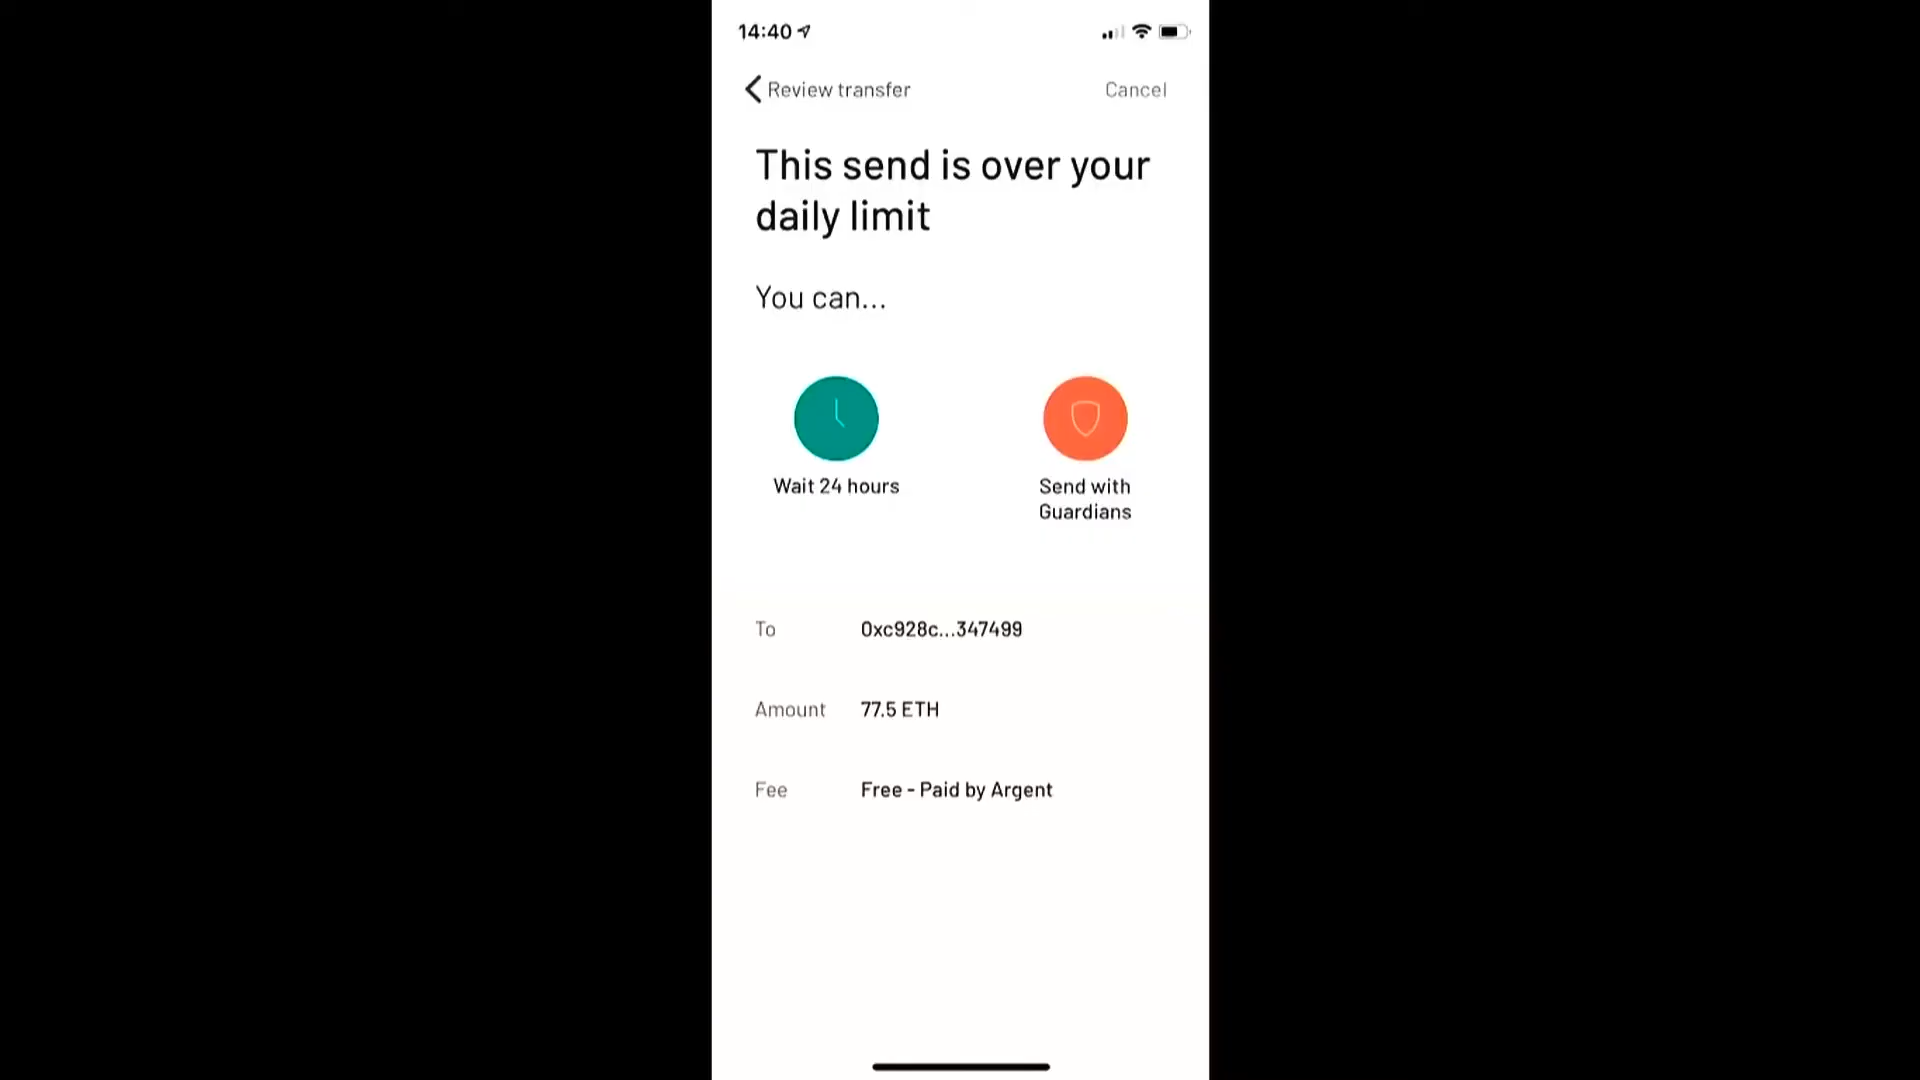 14:40
Review transfer
Cancel
This send is over your
daily limit
You can...
Wait 24 hours
Send with
Guardians
To 0xc928c...347499
Amount 77.5 ETH
Fee Free - Paid by Argent